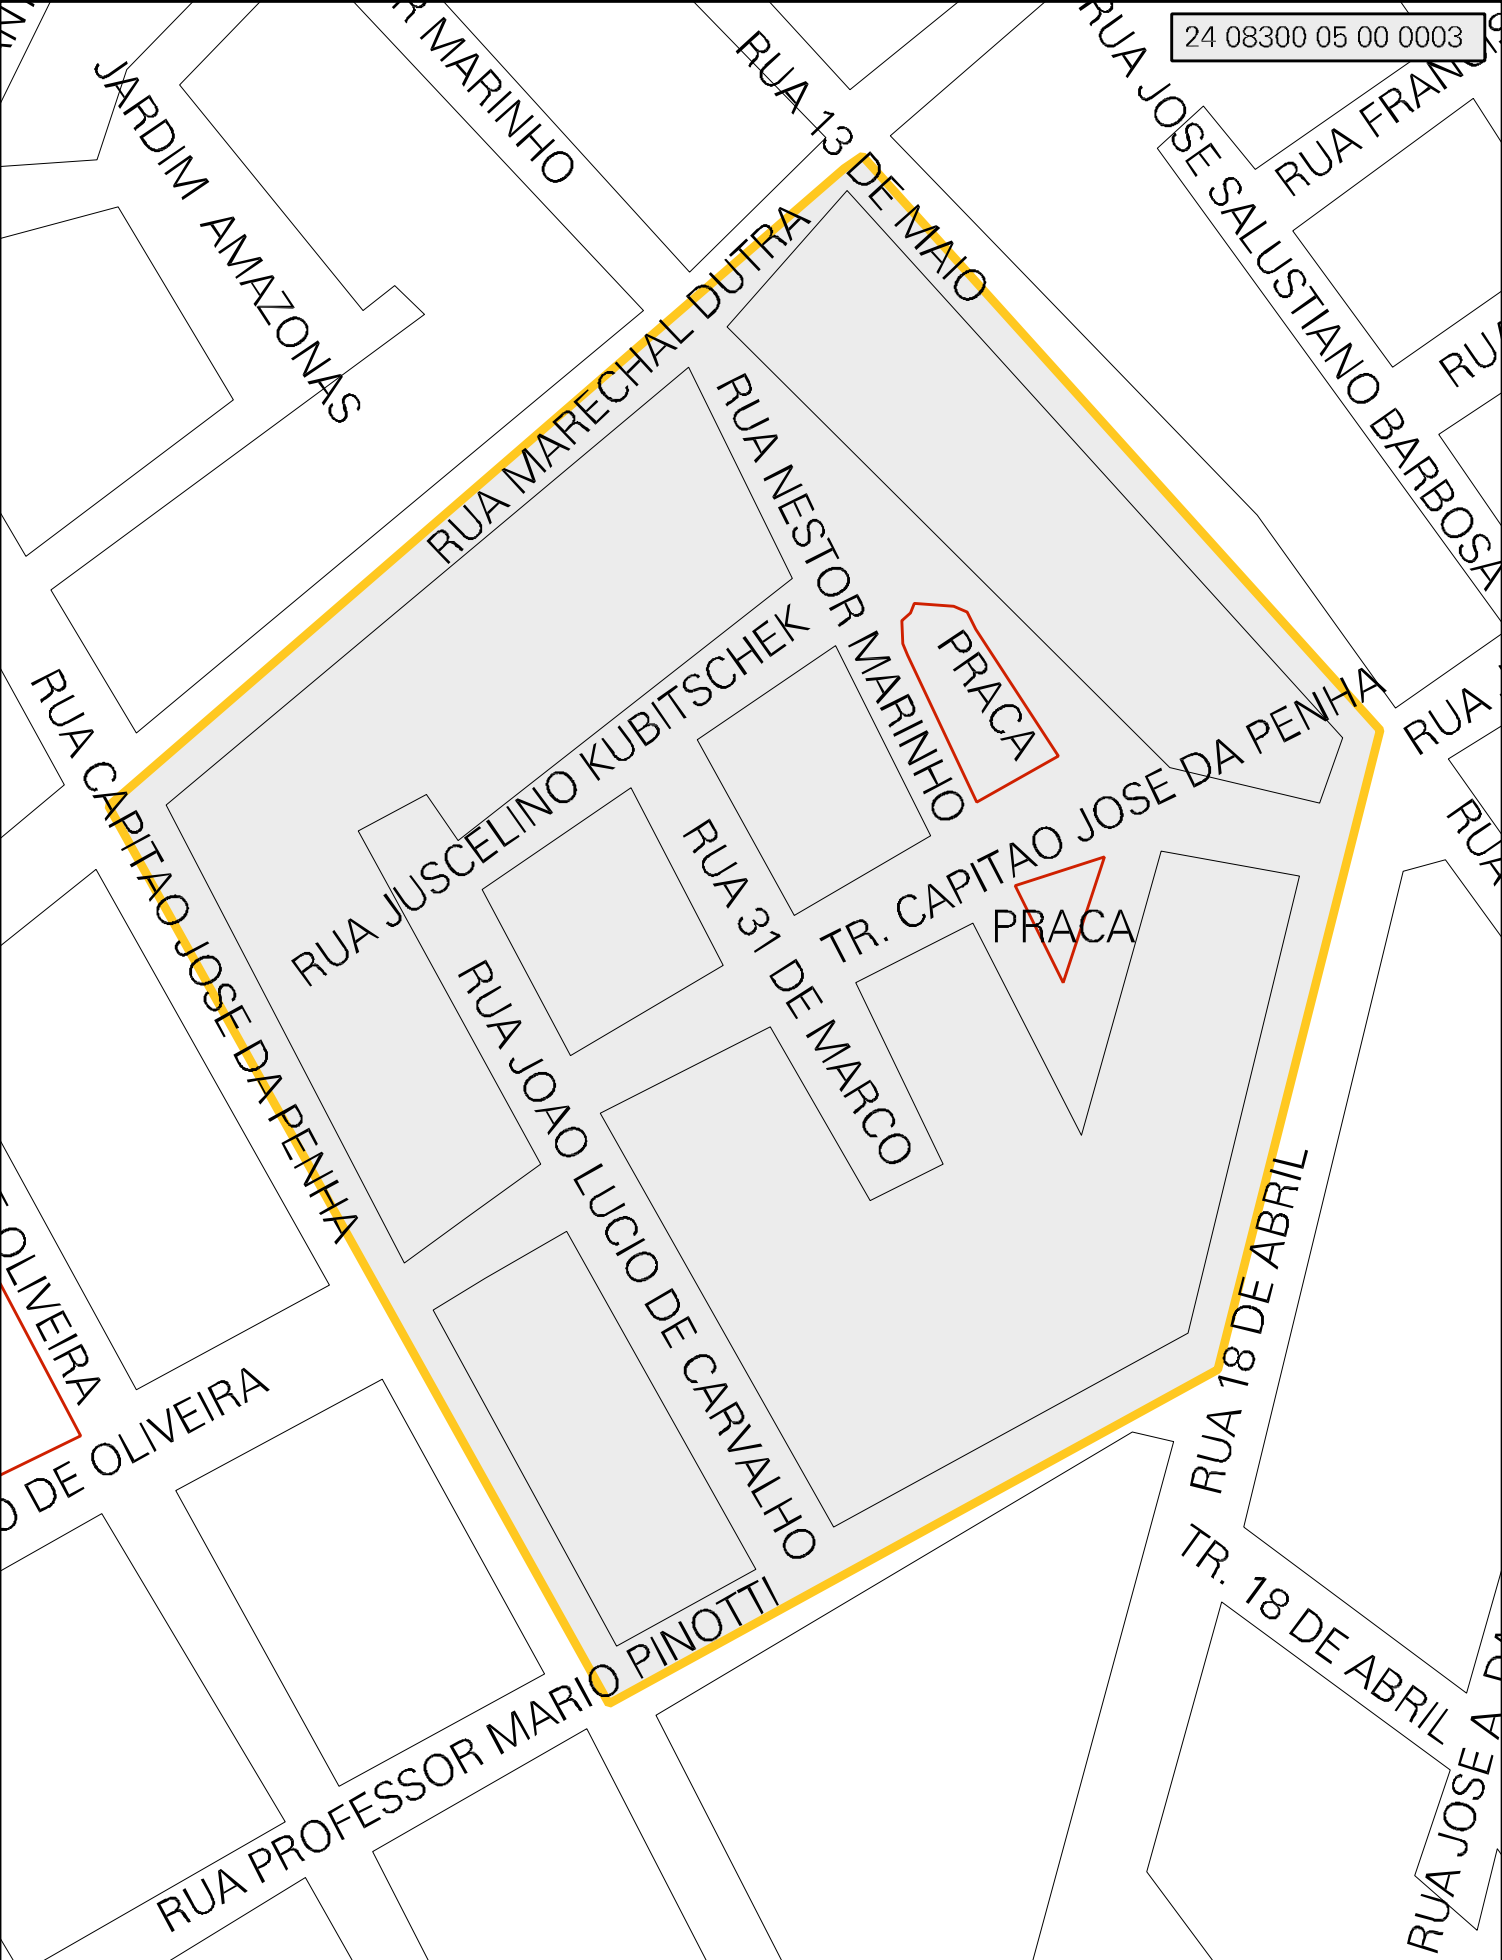 24 08300 05 00 0003
R MARINHO
RUA 13 DE MAIO
RUA JOSE SALUSTIANO BARBOSA
JARDIM AMAZONAS
RUA MARECHAL DUTRA
RUA NESTOR MARINHO
PRACA
RUA JUSCELINO KUBITSCHEK
RUA CAPITAO JOSE DA PENHA
TR. CAPITAO JOSE DA PENHA
RUA
RUA
RUA 31 DE MARCO
PRACA
RUA JOAO LUCIO DE CARVALHO
OLIVEIRA
O DE OLIVEIRA
RUA 18 DE ABRIL
TR. 18 DE ABRIL
RUA PROFESSOR MARIO PINOTTI
RUA JOSE A